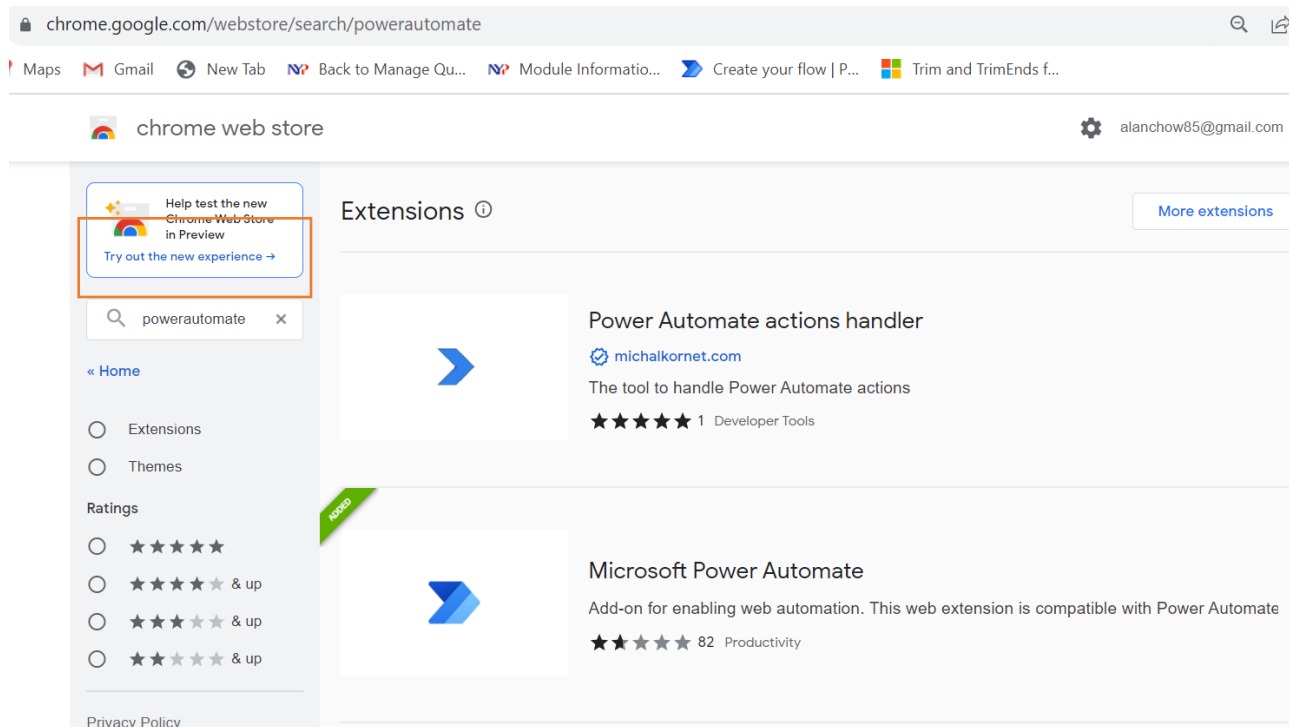 chrome.google.com/webstore/search/powerautomate
Maps Gmail New Tab Back to Manage Qu... Module Informatio... Create your flow | P... Trim and TrimEnds f...
chrome web store alanchow85@gmail.com
Help test the new
Chrome Web Store
in Preview
Try out the new experience →
powerautomate ×
« Home
Extensions
Themes
Ratings
& up
& up
& up
Privacy Policy
Extensions
More extensions
Power Automate actions handler
michalkornet.com
The tool to handle Power Automate actions
1 Developer Tools
ADDED
Microsoft Power Automate
Add-on for enabling web automation. This web extension is compatible with Power Automate
82 Productivity